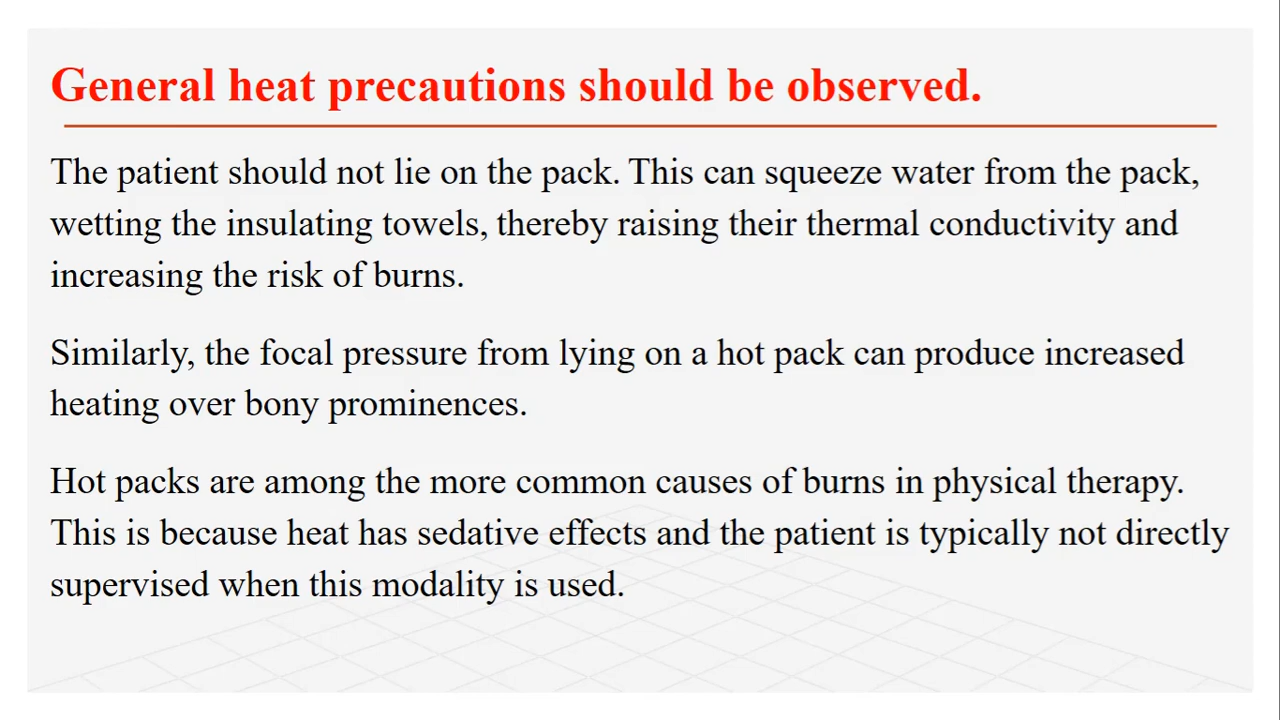 General heat precautions should be observed.
The patient should not lie on the pack. This can squeeze water from the pack,
wetting the insulating towels, thereby raising their thermal conductivity and
increasing the risk of burns.
Similarly, the focal pressure from lying on a hot pack can produce increased
heating over bony prominences.
Hot packs are among the more common causes of burns in physical therapy.
This is because heat has sedative effects and the patient is typically not directly
supervised when this modality is used.